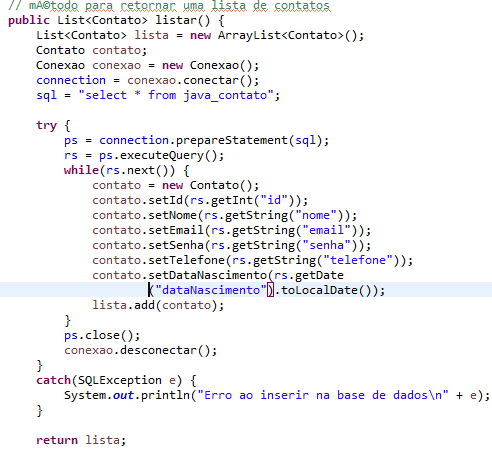 // mÃ©todo para retornar uma lista de contatos
public List<Contato> listar() {
List<Contato> lista = new ArrayList<Contato>();
Contato contato;
Conexao conexao = new Conexao();
connection = conexao.conectar();
sql = "select * from java_contato";
try {
ps = connection.prepareStatement(sql);
rs = ps.executeQuery();
while(rs.next()) {
contato = new Contato();
contato.setId(rs.getInt("id"));
contato.setNome(rs.getString("nome"));
contato.setEmail(rs.getString("email"));
contato.setSenha(rs.getString("senha"));
contato.setTelefone(rs.getString("telefone"));
contato.setDataNascimento(rs.getDate
("dataNascimento").toLocalDate());
lista.add(contato);
}
ps.close();
conexao.desconectar();
}
catch(SQLException e) {
System.out.println("Erro ao inserir na base de dados\n" + e);
}
return lista;